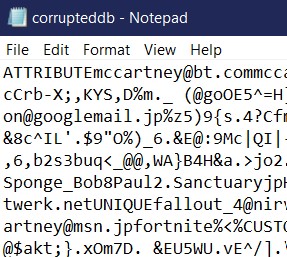 corrupteddb - Notepad
File Edit Format View Help
ATTRIBUTEmccartney@bt.commcca
cCrb-X;,KYS,D%m._ (@goOE5^=H]
on@googlemail.jp%z5)9{s.4?Cfm
&8c^IL'.$9"O%)_6.&E@:9Mc|QI|-
,6,b2s3buq<_@@,WA}B4H&a.>jo2.
Sponge_Bob8Paul2.SanctuaryjpH
twerk.netUNIQUEfallout_4@nirv
artney@msn.jpfortnite%<%CUSTO
@$akt;}.xOm7D. &EU5WU.vE^/].\